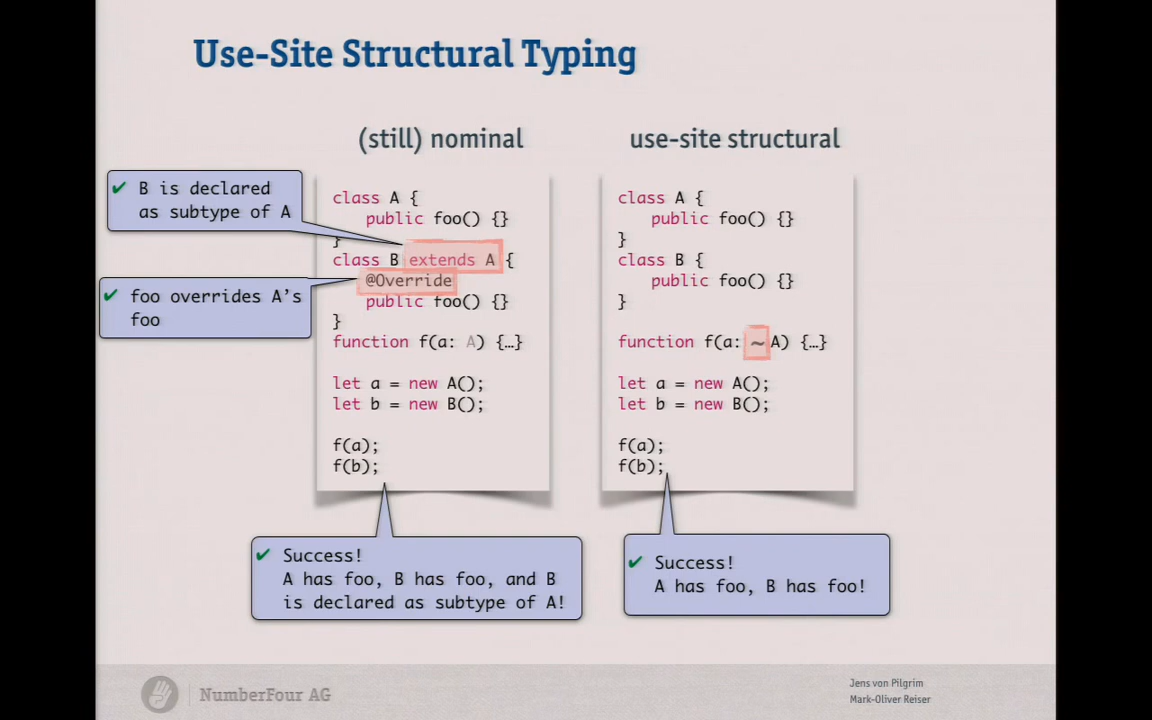 Use-Site Structural Typing
(still) nominal
✔ B is declared
as subtype of A
✔ foo overrides A’s
foo
class A {
public foo() {}
}
class B extends A {
@Override
public foo() {}
}
function f(a: A) {…}
let a = new A();
let b = new B();
f(a);
f(b);
✔ Success!
A has foo, B has foo, and B
is declared as subtype of A!
use-site structural
class A {
public foo() {}
}
class B {
public foo() {}
}
function f(a: ~A) {…}
let a = new A();
let b = new B();
f(a);
f(b);
✔ Success!
A has foo, B has foo!
NumberFour AG
Jens von Pilgrim
Mark-Oliver Reiser